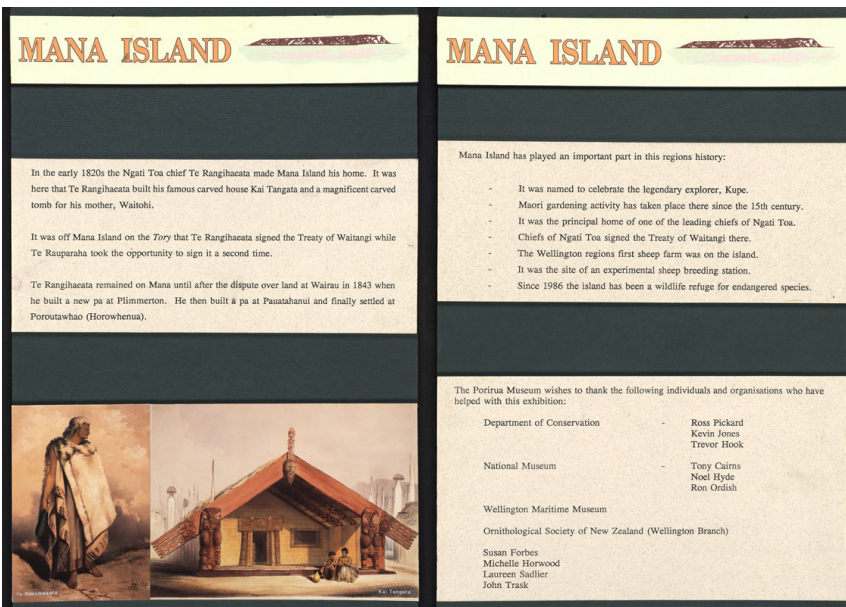 MANA ISLAND
In the early 1820s the Ngati Toa chief Te Rangihaeata made Mana Island his home. It was
here that Te Rangihaeata built his famous carved house Kai Tangata and a magnificent carved
tomb for his mother, Waitohi.
It was off Mana Island on the Tory that Te Rangihaeata signed the Treaty of Waitangi while
Te Rauparaha took the opportunity to sign it a second time.
Te Rangihaeata remained on Mana until after the dispute over land at Wairau in 1843 when
he built a new pa at Plimmerton. He then built a pa at Pauatahanui and finally settled at
Poroutawhao (Horowhenua).
Te Rangihaeata
Kai Tangata
MANA ISLAND
Mana Island has played an important part in this regions history:
- It was named to celebrate the legendary explorer, Kupe.
- Maori gardening activity has taken place there since the 15th century.
- It was the principal home of one of the leading chiefs of Ngati Toa.
- Chiefs of Ngati Toa signed the Treaty of Waitangi there.
- The Wellington regions first sheep farm was on the island.
- It was the site of an experimental sheep breeding station.
- Since 1986 the island has been a wildlife refuge for endangered species.
The Porirua Museum wishes to thank the following individuals and organisations who have
helped with this exhibition:
Department of Conservation - Ross Pickard
Kevin Jones
Trevor Hook
National Museum - Tony Cairns
Noel Hyde
Ron Ordish
Wellington Maritime Museum
Ornithological Society of New Zealand (Wellington Branch)
Susan Forbes
Michelle Horwood
Laureen Sadlier
John Trask